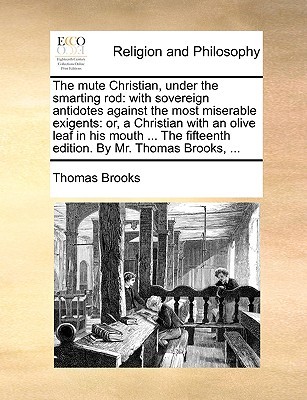 ECCO
Eighteenth Century
Collections Online
Print Editions
Religion and Philosophy
The mute Christian, under the
smarting rod: with sovereign
antidotes against the most miserable
exigents: or, a Christian with an olive
leaf in his mouth ... The fifteenth
edition. By Mr. Thomas Brooks, ...
Thomas Brooks